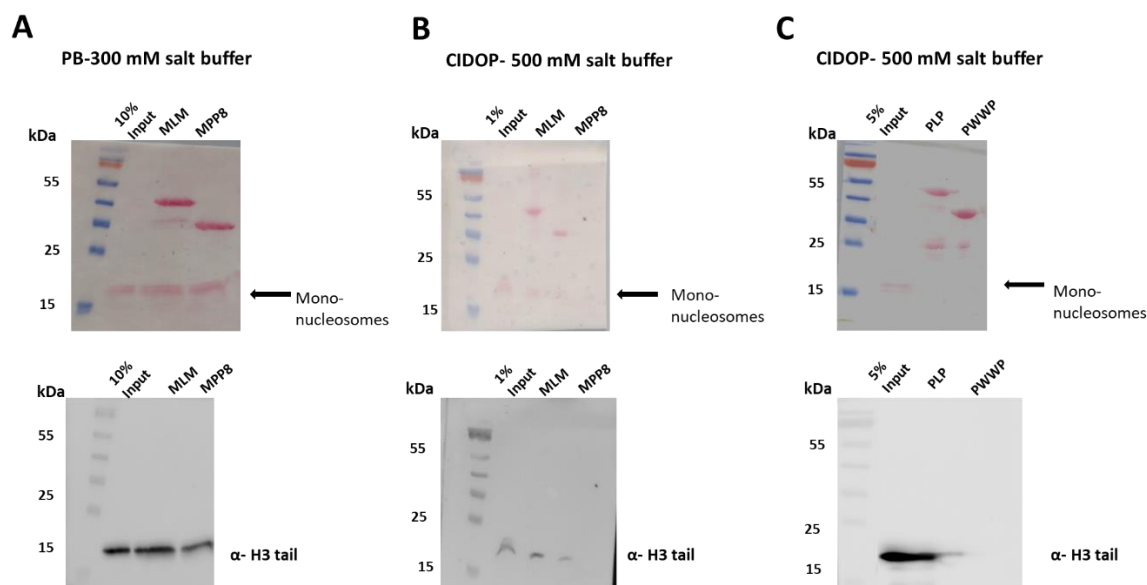 A
PB-300 mM salt buffer
kDa
10%
Input
MLM
MPP8
55
25
15
Mono-
nucleosomes
kDa
10%
Input
MLM
MPP8
55
25
15
α- H3 tail
B
CIDOP- 500 mM salt buffer
kDa
1%
Input
MLM
MPP8
55
25
15
Mono-
nucleosomes
kDa
1%
Input
MLM
MPP8
55
25
15
α- H3 tail
C
CIDOP- 500 mM salt buffer
kDa
5%
Input
PLP
PWWP
55
25
15
Mono-
nucleosomes
kDa
5%
Input
PLP
PWWP
55
25
15
α- H3 tail